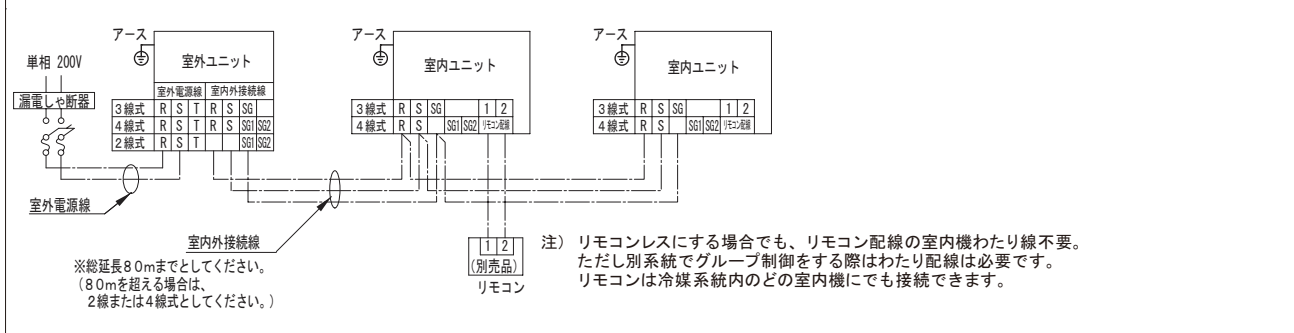 アース
単相 200V
漏電しゃ断器
室外ユニット
室外電源線 室内外接続線
3線式 R S T R S SG
4線式 R S T R S SG1 SG2
2線式 R S T SG1 SG2
室外電源線
室内外接続線
※総延長80mまでとしてください。
(80mを超える場合は、
2線または4線式としてください。)
アース
室内ユニット
3線式 R S SG 1 2
4線式 R S SG1 SG2 リモコン配線
1 2
(別売品)
リモコン
アース
室内ユニット
3線式 R S SG 1 2
4線式 R S SG1 SG2 リモコン配線
注) リモコンレスにする場合でも、リモコン配線の室内機わたり線不要。
ただし別系統でグループ制御をする際はわたり配線は必要です。
リモコンは冷媒系統内のどの室内機にでも接続できます。